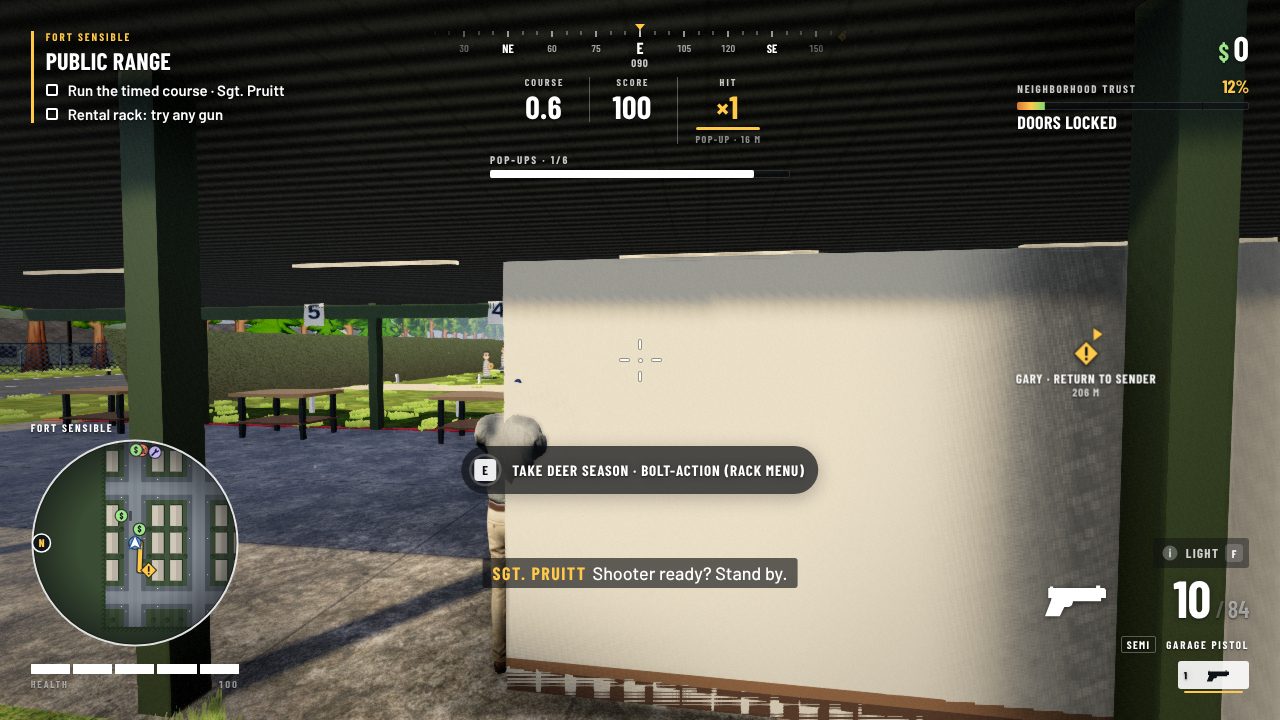 FORT SENSIBLE
PUBLIC RANGE
Run the timed course · Sgt. Pruitt
Rental rack: try any gun
30 NE 60 75 E 105 120 SE 150
090
COURSE SCORE HIT
0.6 100 ×1
POP-UP · 16 M
POP-UPS · 1/6
$0
NEIGHBORHOOD TRUST 12%
DOORS LOCKED
5
4
GARY · RETURN TO SENDER
206 M
FORT SENSIBLE
N
E TAKE DEER SEASON · BOLT-ACTION (RACK MENU)
SGT. PRUITT Shooter ready? Stand by.
LIGHT F
10 / 84
SEMI GARAGE PISTOL
1
HEALTH 100